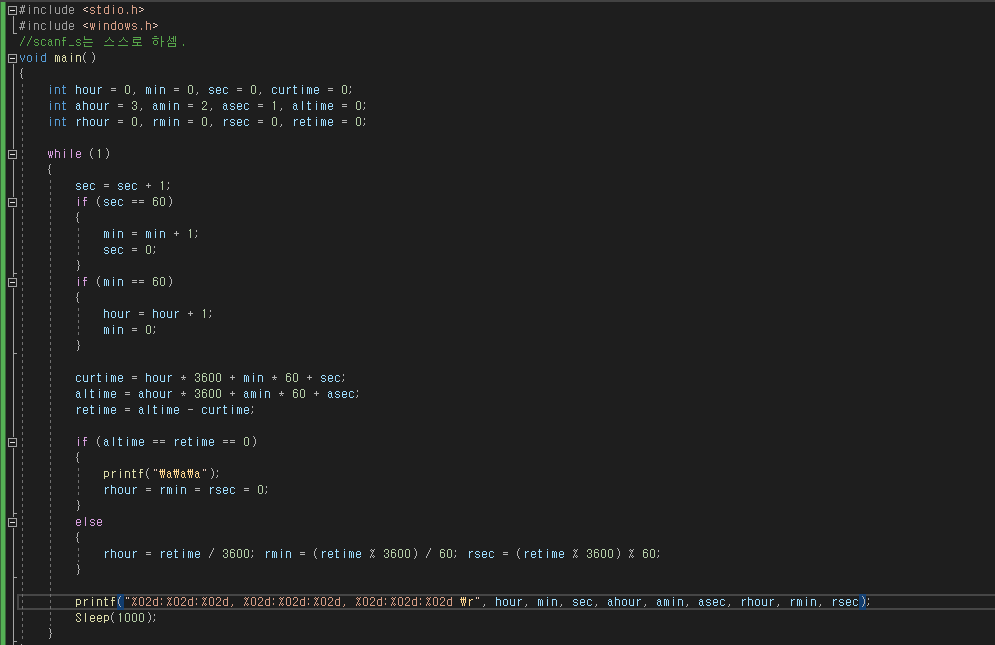 #include <stdio.h>
#include <windows.h>
//scanf_s는 스스로 하셈.
void main()
{
int hour = 0, min = 0, sec = 0, curtime = 0;
int ahour = 3, amin = 2, asec = 1, altime = 0;
int rhour = 0, rmin = 0, rsec = 0, retime = 0;
while (1)
{
sec = sec + 1;
if (sec == 60)
{
min = min + 1;
sec = 0;
}
if (min == 60)
{
hour = hour + 1;
min = 0;
}
curtime = hour * 3600 + min * 60 + sec;
altime = ahour * 3600 + amin * 60 + asec;
retime = altime - curtime;
if (altime == retime == 0)
{
printf("₩a₩a₩a");
rhour = rmin = rsec = 0;
}
else
{
rhour = retime / 3600; rmin = (retime % 3600) / 60; rsec = (retime % 3600) % 60;
}
printf("%02d:%02d:%02d, %02d:%02d:%02d, %02d:%02d:%02d ₩r", hour, min, sec, ahour, amin, asec, rhour, rmin, rsec);
Sleep(1000);
}